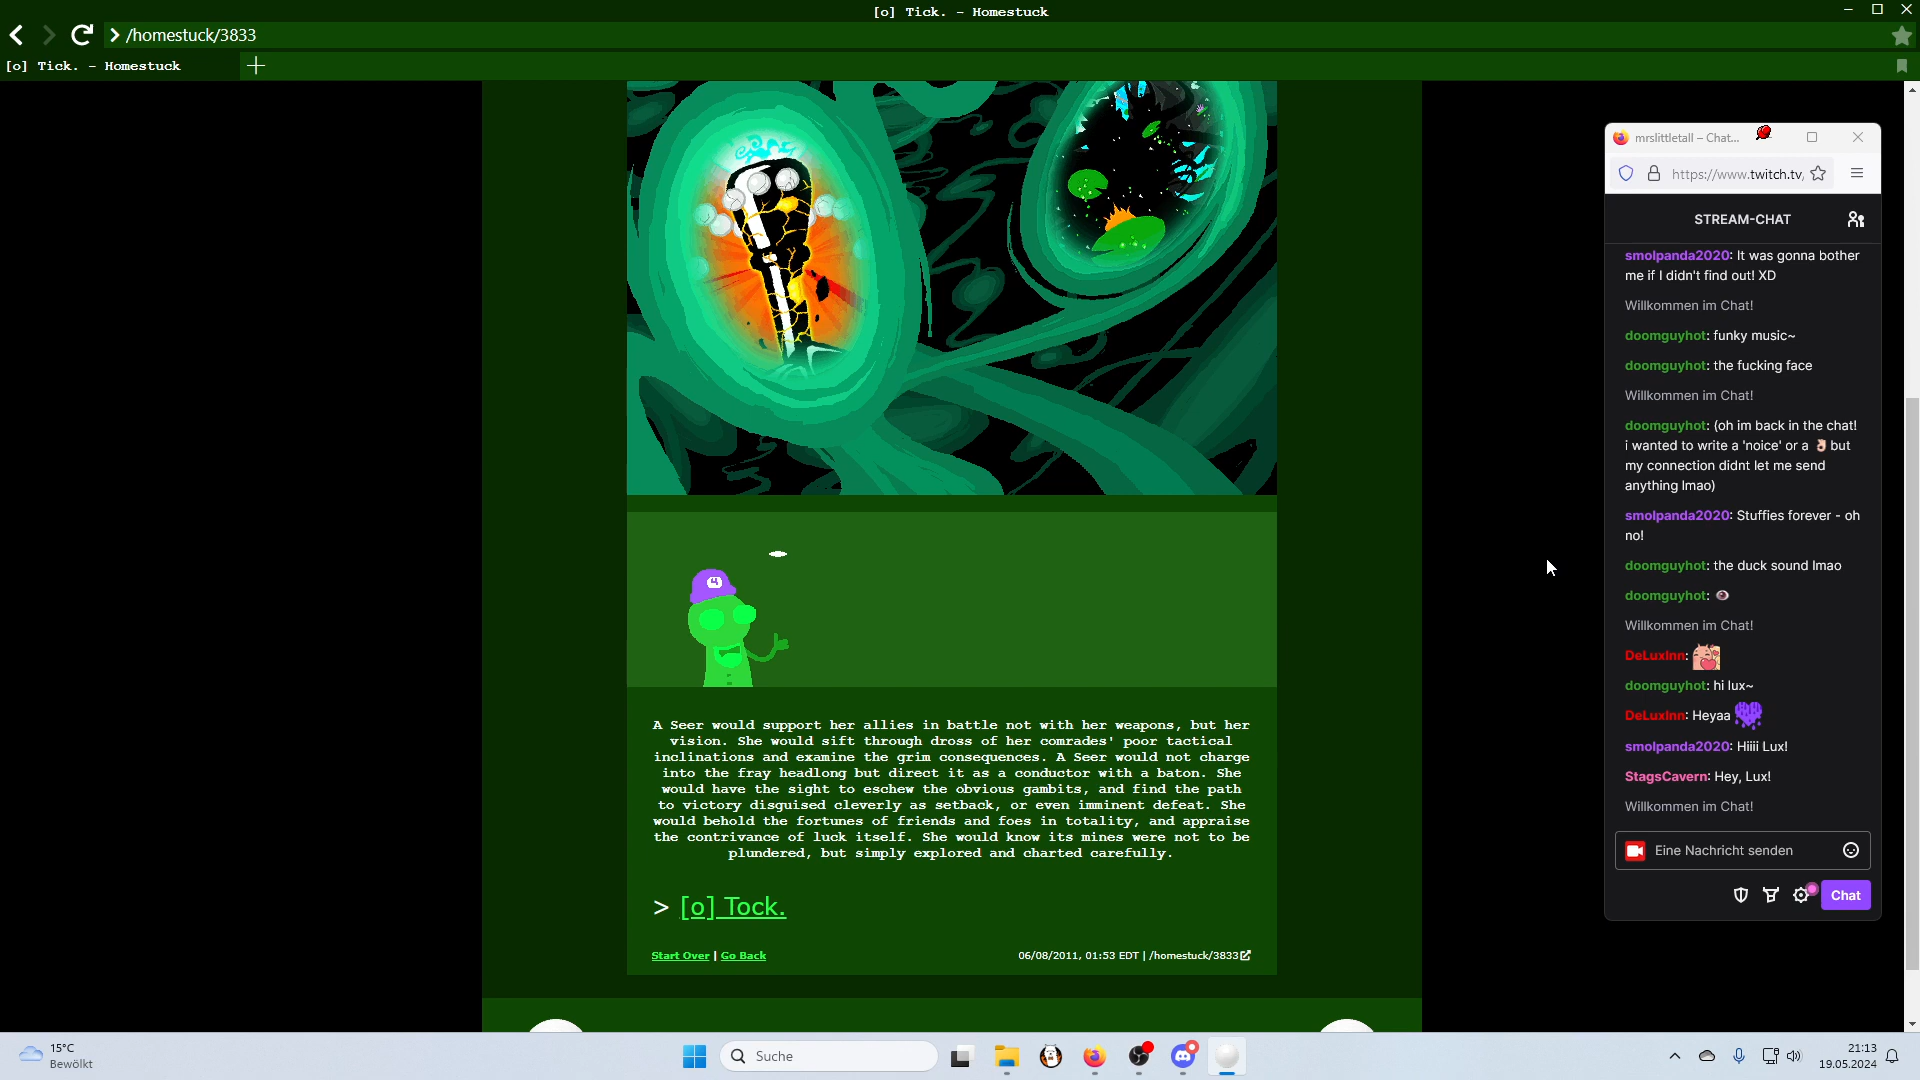 [o] Tick. – Homestuck
/homestuck/3833
[o] Tick. – Homestuck
4
A Seer would support her allies in battle not with her weapons, but her
vision. She would sift through dross of her comrades' poor tactical
inclinations and examine the grim consequences. A Seer would not charge
into the fray headlong but direct it as a conductor with a baton. She
would have the sight to eschew the obvious gambits, and find the path
to victory disguised cleverly as setback, or even imminent defeat. She
would behold the fortunes of friends and foes in totality, and appraise
the contrivance of luck itself. She would know its mines were not to be
plundered, but simply explored and charted carefully.
> [o] Tock.
Start Over | Go Back
06/08/2011, 01:53 EDT | /homestuck/3833
mrslittletall – Chat...
https://www.twitch.tv/
STREAM-CHAT
smolpanda2020: It was gonna bother
me if I didn't find out! XD
Willkommen im Chat!
doomguyhot: funky music~
doomguyhot: the fucking face
Willkommen im Chat!
doomguyhot: (oh im back in the chat!
i wanted to write a 'noice' or a 👌 but
my connection didnt let me send
anything lmao)
smolpanda2020: Stuffies forever - oh
no!
doomguyhot: the duck sound lmao
doomguyhot: 👁
Willkommen im Chat!
DeLuxInn:
doomguyhot: hi lux~
DeLuxInn: Heyaa
smolpanda2020: Hiiii Lux!
StagsCavern: Hey, Lux!
Willkommen im Chat!
Eine Nachricht senden
Chat
15°C
Bewölkt
Suche
21:13
19.05.2024